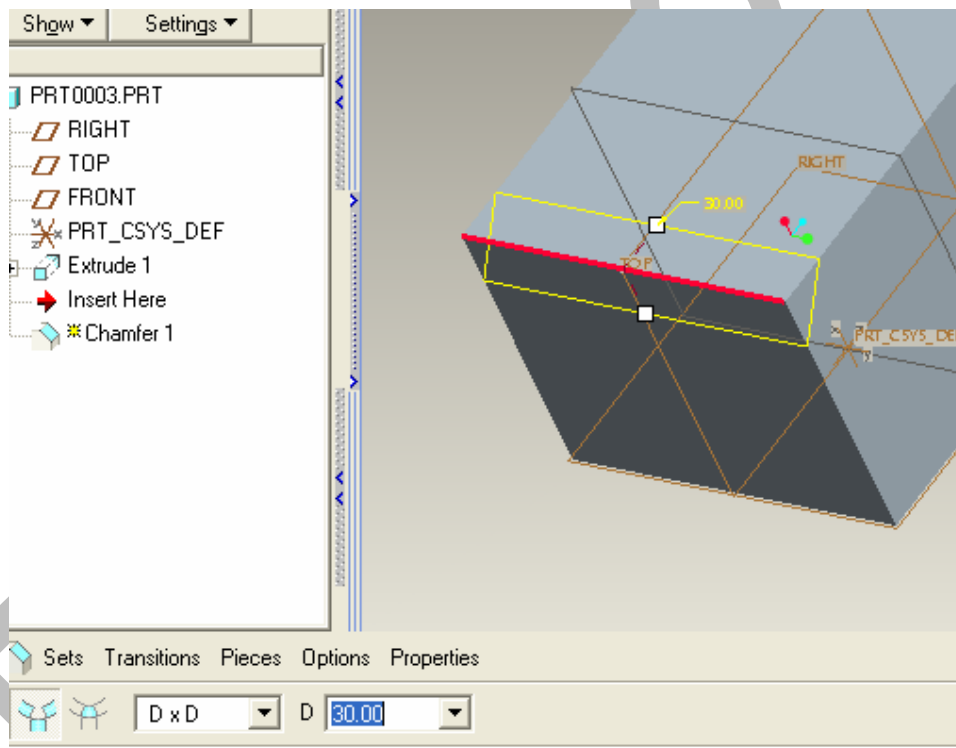 Show Settings
PRT0003.PRT
RIGHT
TOP
FRONT
PRT_CSYS_DEF
Extrude 1
Insert Here
Chamfer 1
RIGHT
30.00
TOP
PRT_CSYS_DE
Sets Transitions Pieces Options Properties
D x D D 30.00